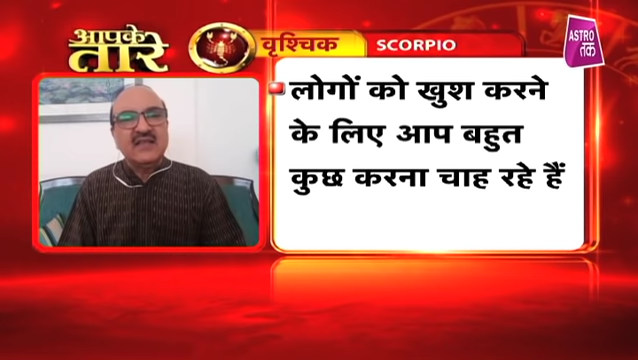 आपके
तारे
वृश्चिक
SCORPIO
ASTRO
तक
लोगों को खुश करने
के लिए आप बहुत
कुछ करना चाह रहे हैं